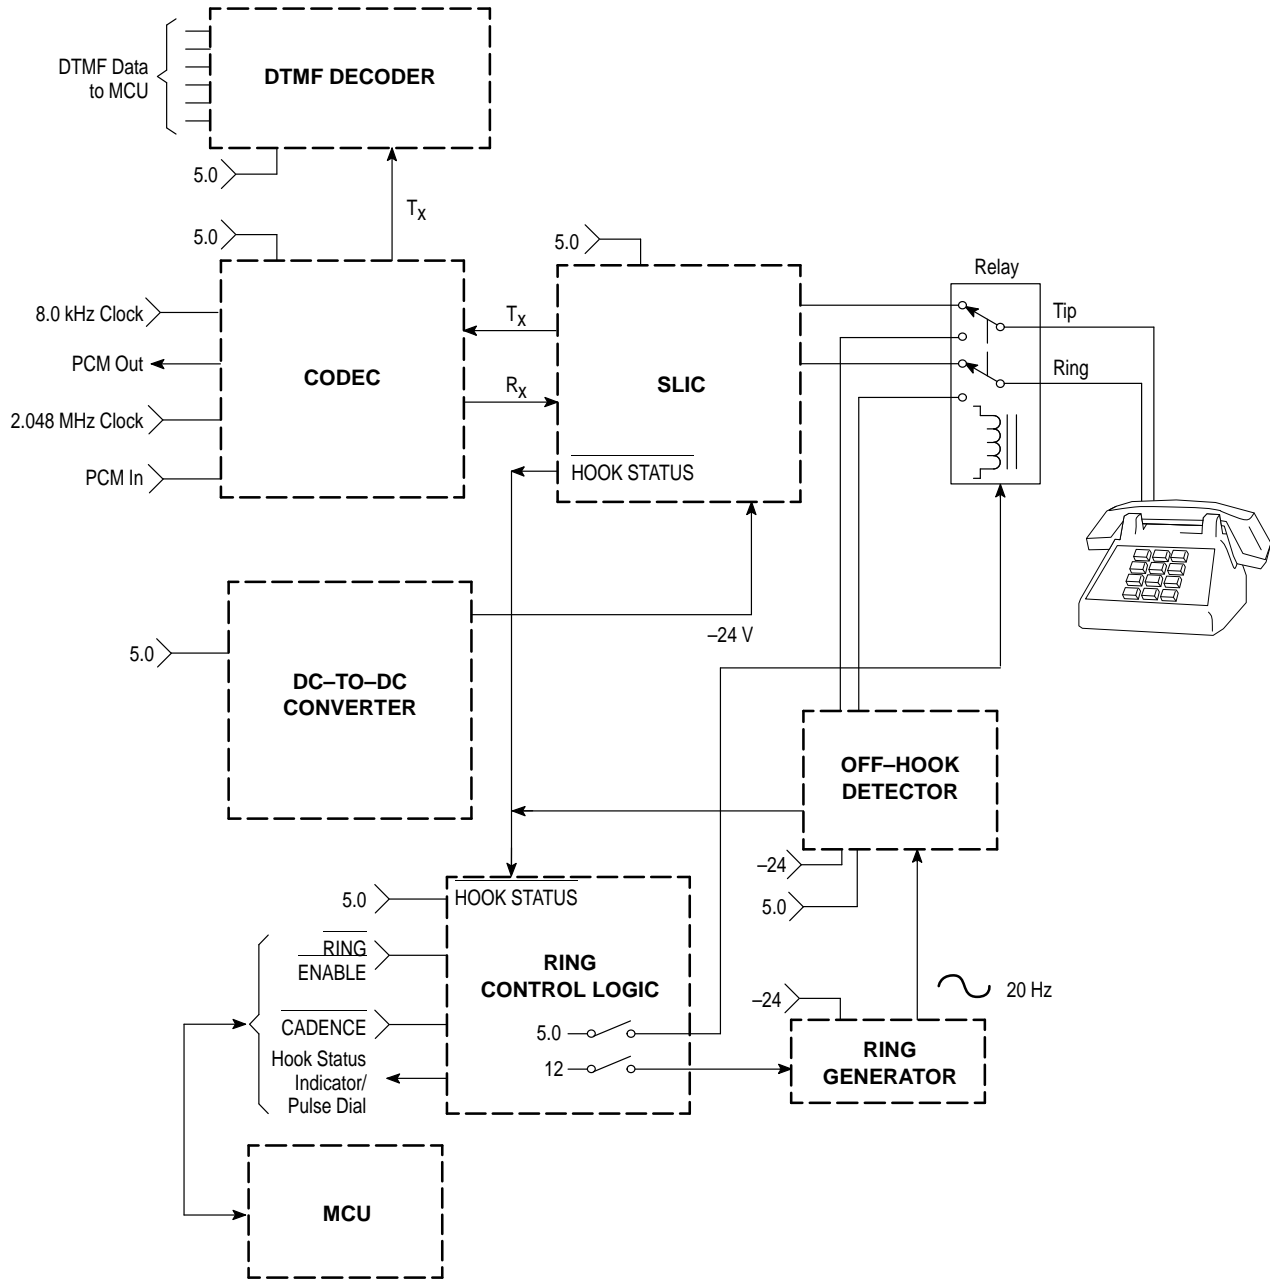 DTMF Data
to MCU
DTMF DECODER
5.0
Tx
5.0
5.0
8.0 kHz Clock
PCM Out
2.048 MHz Clock
PCM In
CODEC
Tx
Rx
SLIC
HOOK STATUS
Relay
Tip
Ring
–24 V
5.0
DC–TO–DC
CONVERTER
OFF–HOOK
DETECTOR
–24
5.0
5.0
HOOK STATUS
RING
ENABLE
CADENCE
Hook Status
Indicator/
Pulse Dial
RING
CONTROL LOGIC
5.0
12
–24
20 Hz
RING
GENERATOR
MCU